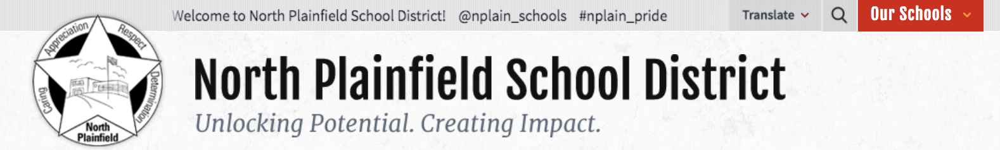 Welcome to North Plainfield School District! @nplain_schools #nplain_pride
Translate
Our Schools
Appreciation
Respect
Caring
Determination
North
Plainfield
North Plainfield School District
Unlocking Potential. Creating Impact.